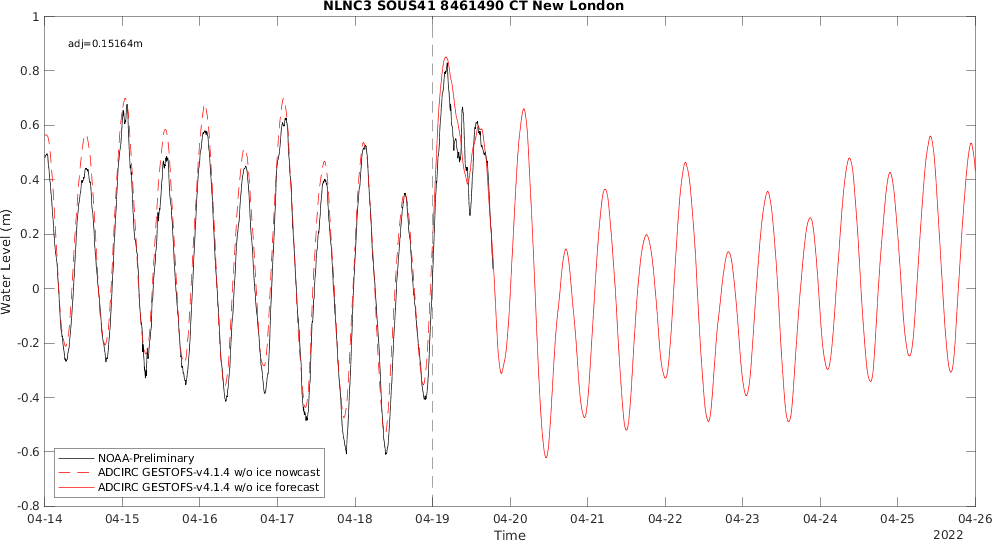 NLNC3 SOUS41 8461490 CT New London
adj=0.15164m
1
0.8
0.6
0.4
0.2
0
-0.2
-0.4
-0.6
-0.8
Water Level (m)
NOAA-Preliminary
ADCIRC GESTOFS-v4.1.4 w/o ice nowcast
ADCIRC GESTOFS-v4.1.4 w/o ice forecast
04-14 04-15 04-16 04-17 04-18 04-19 04-20 04-21 04-22 04-23 04-24 04-25 04-26
Time
2022